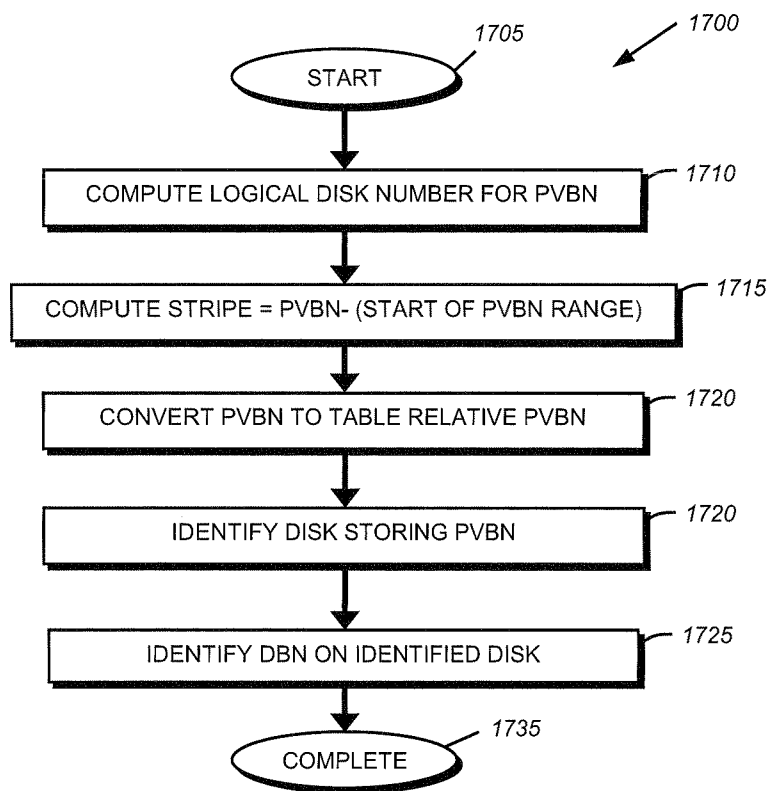 1700
1705
START
1710
COMPUTE LOGICAL DISK NUMBER FOR PVBN
1715
COMPUTE STRIPE = PVBN- (START OF PVBN RANGE)
1720
CONVERT PVBN TO TABLE RELATIVE PVBN
1720
IDENTIFY DISK STORING PVBN
1725
IDENTIFY DBN ON IDENTIFIED DISK
1735
COMPLETE